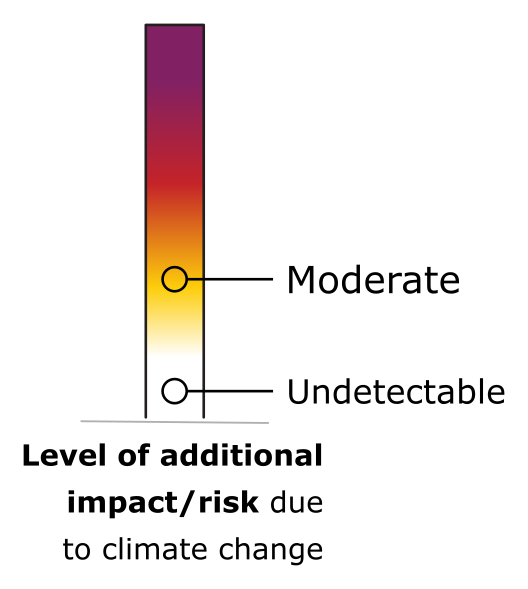 Moderate
Undetectable
Level of additional
impact/risk due
to climate change